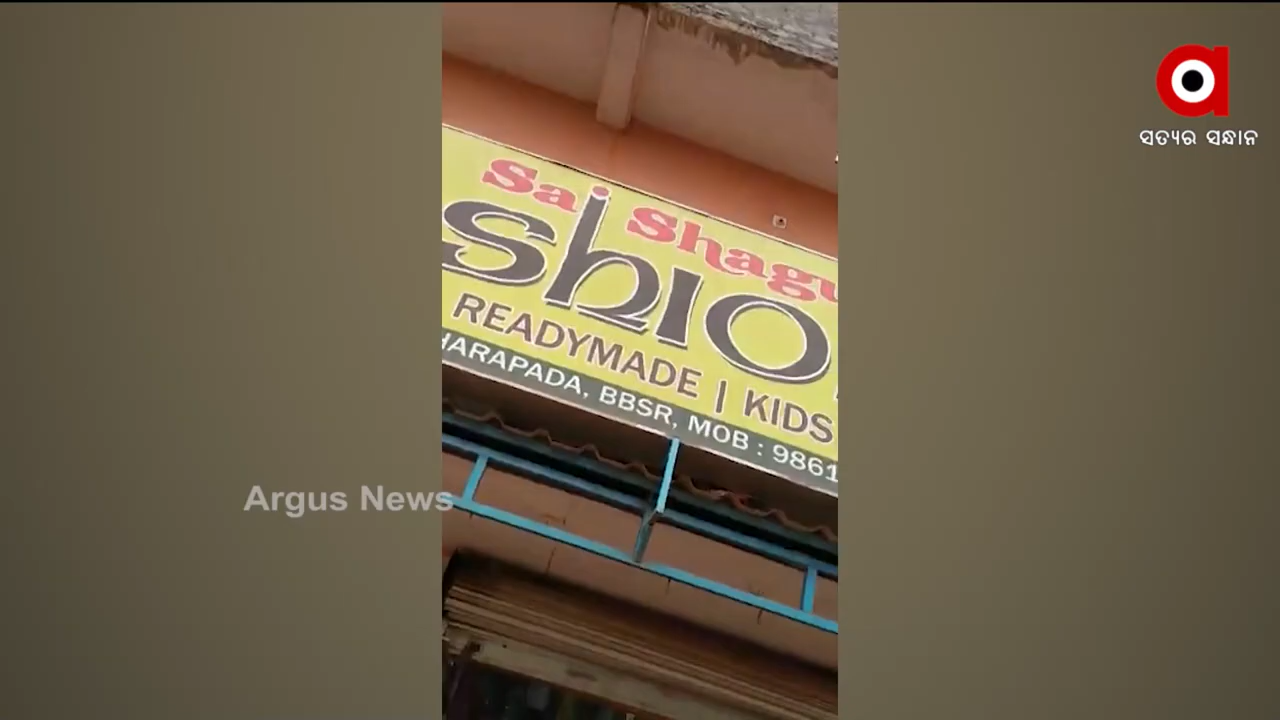 ସତ୍ୟର ସନ୍ଧାନ
Sai Shagu
shio
READYMADE | KIDS
HARAPADA, BBSR, MOB : 9861
Argus News